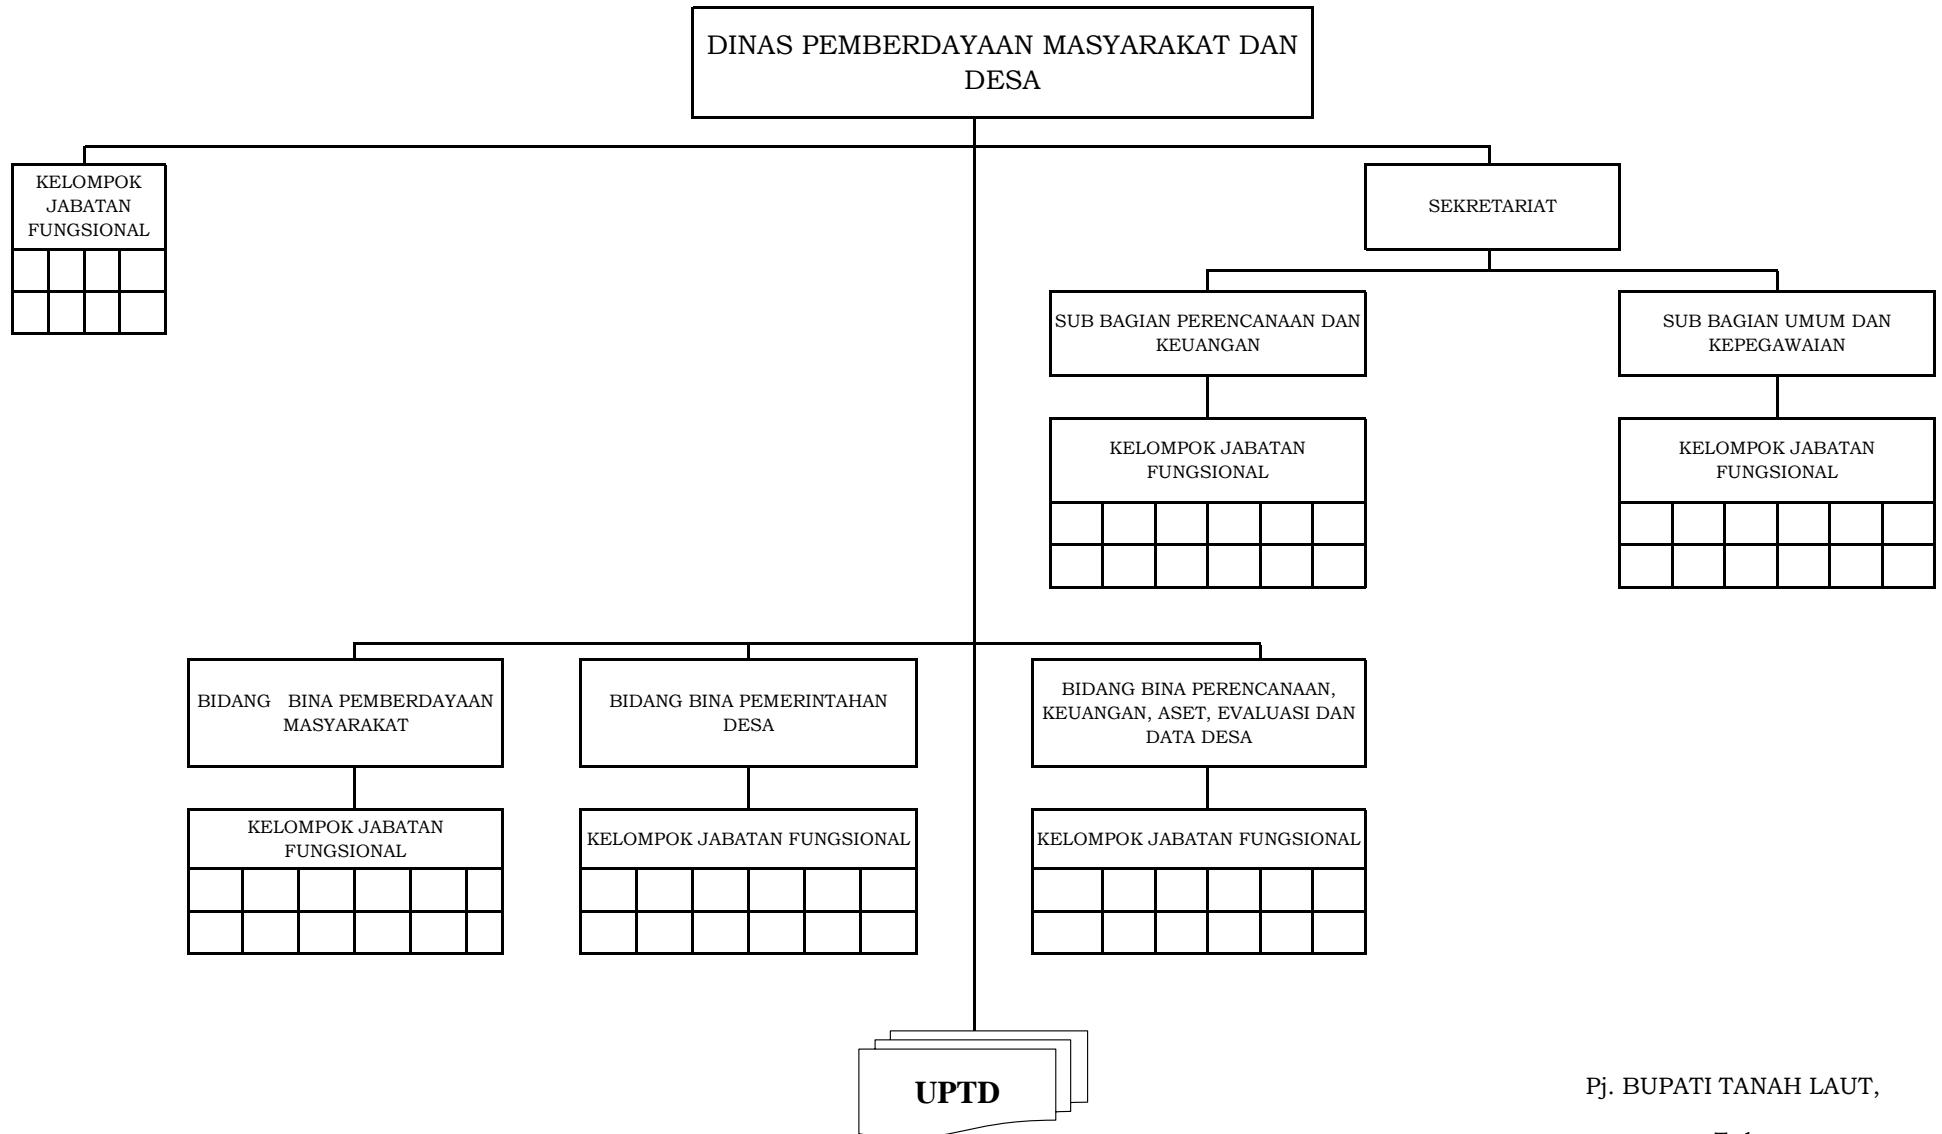 DINAS PEMBERDAYAAN MASYARAKAT DAN
DESA
KELOMPOK
JABATAN
FUNGSIONAL
SEKRETARIAT
SUB BAGIAN PERENCANAAN DAN
KEUANGAN
SUB BAGIAN UMUM DAN
KEPEGAWAIAN
KELOMPOK JABATAN
FUNGSIONAL
KELOMPOK JABATAN
FUNGSIONAL
BIDANG BINA PEMBERDAYAAN
MASYARAKAT
BIDANG BINA PEMERINTAHAN
DESA
BIDANG BINA PERENCANAAN,
KEUANGAN, ASET, EVALUASI DAN
DATA DESA
KELOMPOK JABATAN
FUNGSIONAL
KELOMPOK JABATAN FUNGSIONAL
KELOMPOK JABATAN FUNGSIONAL
UPTD
Pj. BUPATI TANAH LAUT,